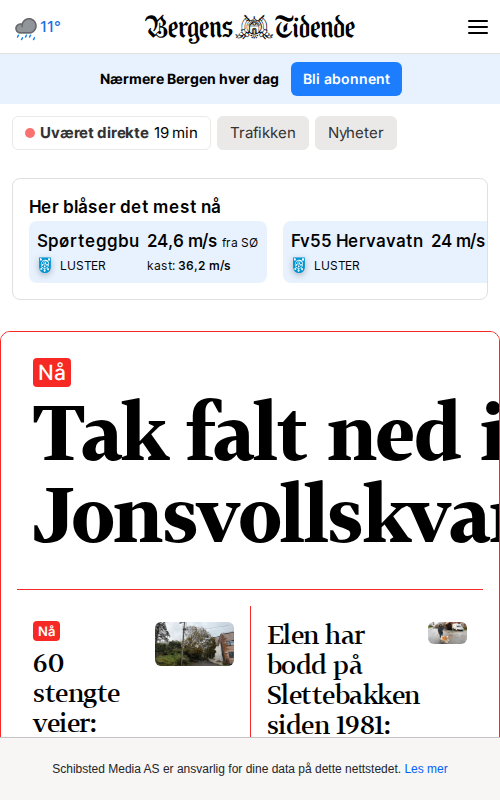 11°
Bergens Tidende
Nærmere Bergen hver dag
Bli abonnent
Uværet direkte 19 min
Trafikken
Nyheter
Her blåser det mest nå
Spørteggbu 24,6 m/s fra SØ
LUSTER kast: 36,2 m/s
Fv55 Hervavatn 24 m/s
LUSTER
Nå
Tak falt ned i
Jonsvollskvar
Nå
60
stengte
veier:
Elen har
bodd på
Slettebakken
siden 1981:
Schibsted Media AS er ansvarlig for dine data på dette nettstedet. Les mer